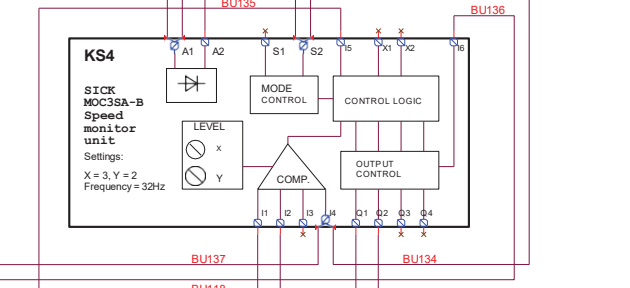 BU135
BU136
KS4
A1
A2
S1
S2
I5
X1
X2
I6
SICK
MOC3SA-B
Speed
monitor
unit
Settings:
X = 3, Y = 2
Frequency = 32Hz
MODE
CONTROL
CONTROL LOGIC
LEVEL
X
Y
COMP.
OUTPUT
CONTROL
I1
I2
I3
I4
Q1
Q2
Q3
Q4
BU137
BU134
BU118